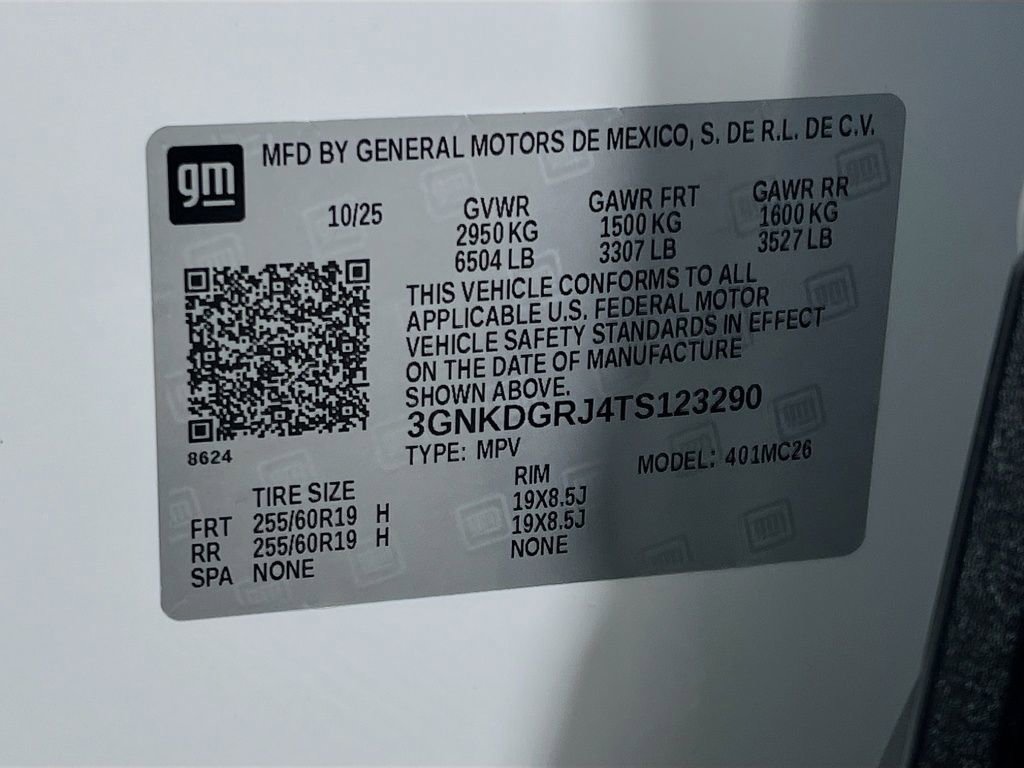 gm
MFD BY GENERAL MOTORS DE MEXICO, S. DE R.L. DE C.V.
10/25
GVWR GAWR FRT GAWR RR
2950 KG 1500 KG 1600 KG
6504 LB 3307 LB 3527 LB
THIS VEHICLE CONFORMS TO ALL
APPLICABLE U.S. FEDERAL MOTOR
VEHICLE SAFETY STANDARDS IN EFFECT
ON THE DATE OF MANUFACTURE
SHOWN ABOVE.
3GNKDGRJ4TS123290
8624
TYPE: MPV MODEL: 401MC26
TIRE SIZE RIM
FRT 255/60R19 H 19X8.5J
RR 255/60R19 H 19X8.5J
SPA NONE NONE